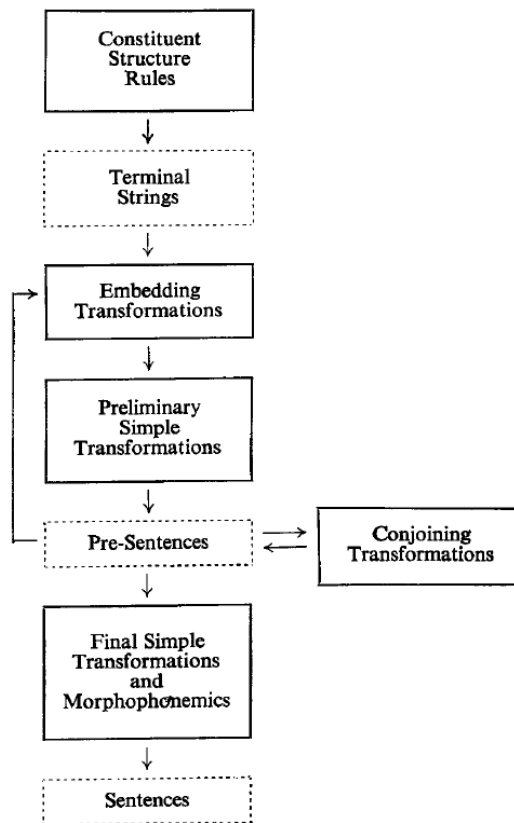 Constituent
Structure
Rules
Terminal
Strings
Embedding
Transformations
Preliminary
Simple
Transformations
Pre-Sentences
Conjoining
Transformations
Final Simple
Transformations
and
Morphophonemics
Sentences